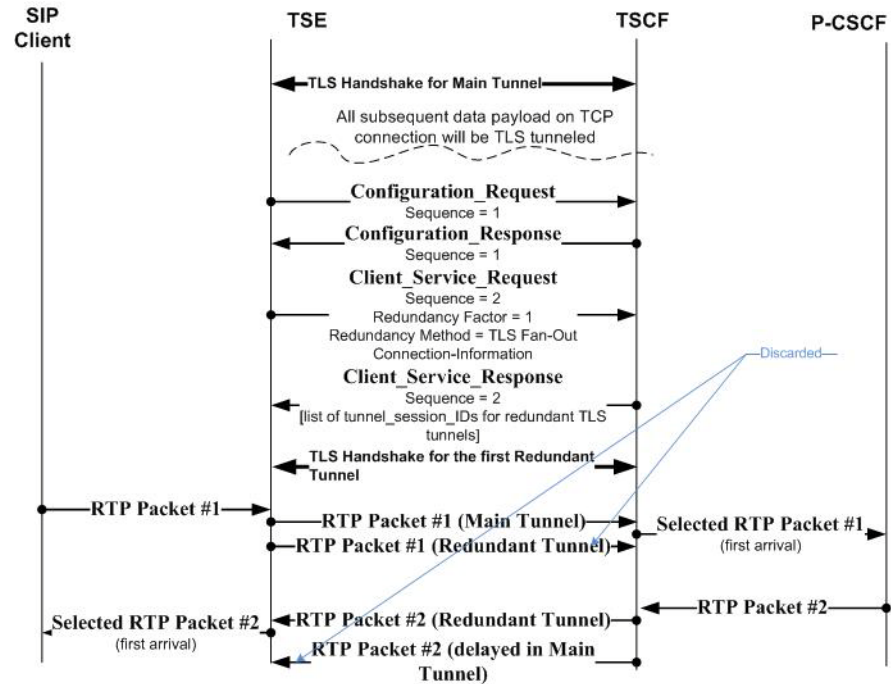 SIP
Client
TSE
TSCF
P-CSCF
TLS Handshake for Main Tunnel
All subsequent data payload on TCP
connection will be TLS tunneled
Configuration_Request
Sequence = 1
Configuration_Response
Sequence = 1
Client_Service_Request
Sequence = 2
Redundancy Factor = 1
Redundancy Method = TLS Fan-Out
Connection-Information
Discarded
Client_Service_Response
Sequence = 2
[list of tunnel_session_IDs for redundant TLS
tunnels]
TLS Handshake for the first Redundant
Tunnel
RTP Packet #1
RTP Packet #1 (Main Tunnel)
Selected RTP Packet #1
(first arrival)
RTP Packet #1 (Redundant Tunnel)
RTP Packet #2
RTP Packet #2 (Redundant Tunnel)
Selected RTP Packet #2
(first arrival)
RTP Packet #2 (delayed in Main
Tunnel)